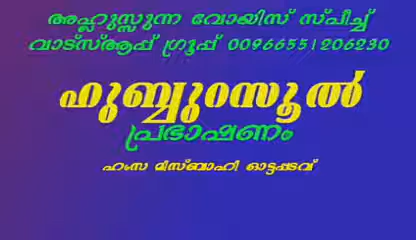 അഹ്ലുസ്സുന്ന വോയിസ് സ്പീച്ച്
വാട്സ്ആപ്പ് ഗ്രൂപ്പ് 00966551206230
ഹുബ്ബുറസൂൽ
പ്രഭാഷണം
ഹംസ മിസ്ബാഹി ഓട്ടപ്പടവ്